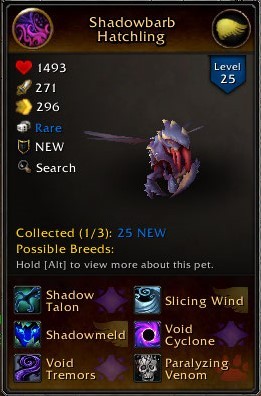 Shadowbarb
Hatchling
1493
Level
25
271
296
Rare
NEW
Search
Collected (1/3): 25 NEW
Possible Breeds:
Hold [Alt] to view more about this pet.
Shadow
Talon
Slicing Wind
Shadowmeld
Void
Cyclone
Void
Tremors
Paralyzing
Venom